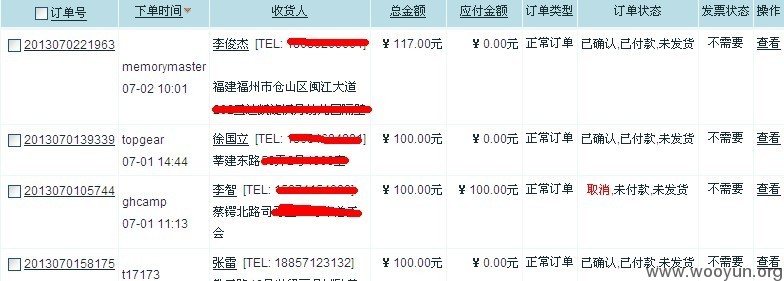 订单号 下单时间 收货人 总金额 应付金额 订单类型 订单状态 发票状态 操作
2013070221963 memorymaster 07-02 10:01 李俊杰 [TEL: ¥ 117.00元 ¥ 0.00元 正常订单 已确认,已付款,未发货 不需要 查看
福建福州市仓山区闽江大道
2013070139339 topgear 07-01 14:44 徐国立 [TEL: ¥ 100.00元 ¥ 0.00元 正常订单 已确认,已付款,未发货 不需要 查看
莘建东路
2013070105744 ghcamp 07-01 11:13 李智 [TEL: ¥ 100.00元 ¥ 100.00元 正常订单 取消,未付款,未发货 不需要 查看
蔡锷北路司
会
2013070158175 t17173 张雷 [TEL: 18857123132] ¥ 100.00元 ¥ 0.00元 正常订单 已确认,已付款,未发货 不需要 查看
www.wooyun.org